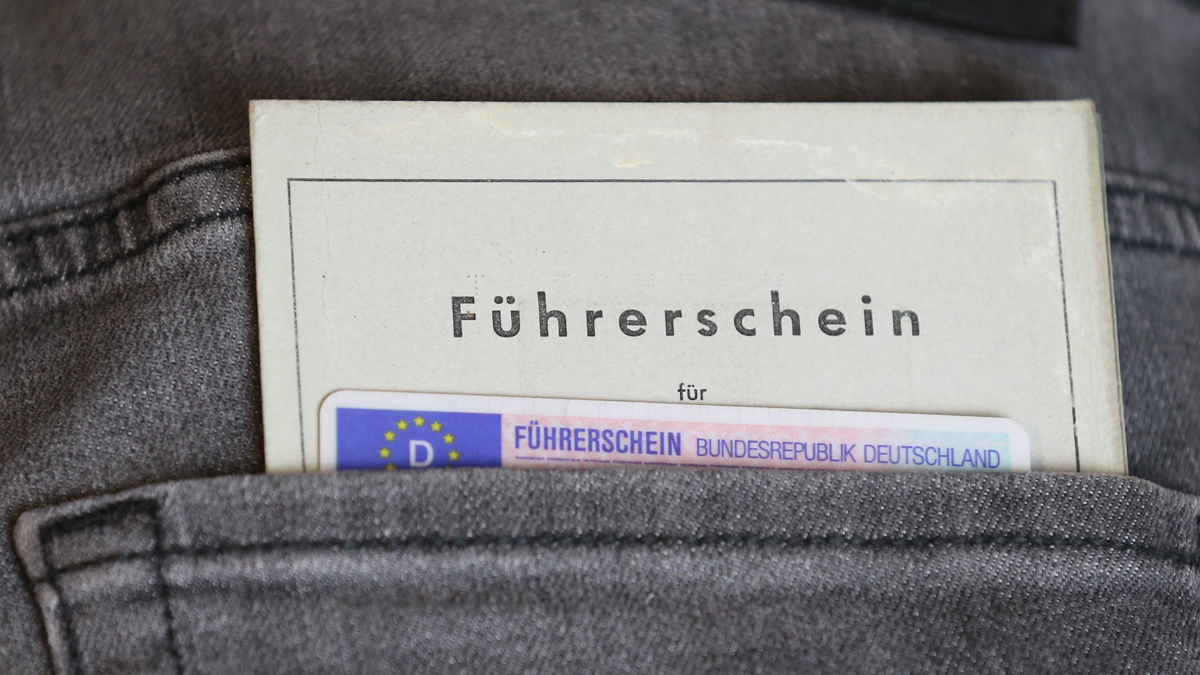 Führerschein
für
D
FÜHRERSCHEIN BUNDESREPUBLIK DEUTSCHLAND